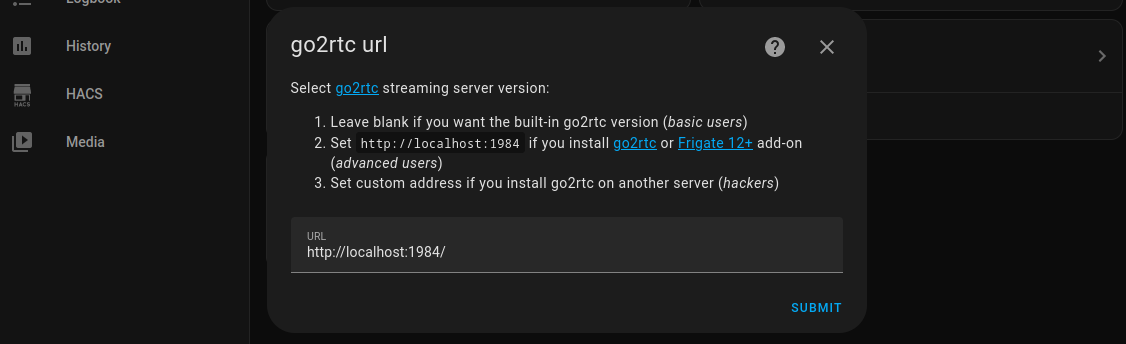 Logbook
go2rtc url
History
Select go2rtc streaming server version:
HACS
HACS
1. Leave blank if you want the built-in go2rtc version (basic users)
2. Set http://localhost:1984 if you install go2rtc or Frigate 12+ add-on
(advanced users)
Media
3. Set custom address if you install go2rtc on another server (hackers)
URL
http://localhost:1984/
SUBMIT